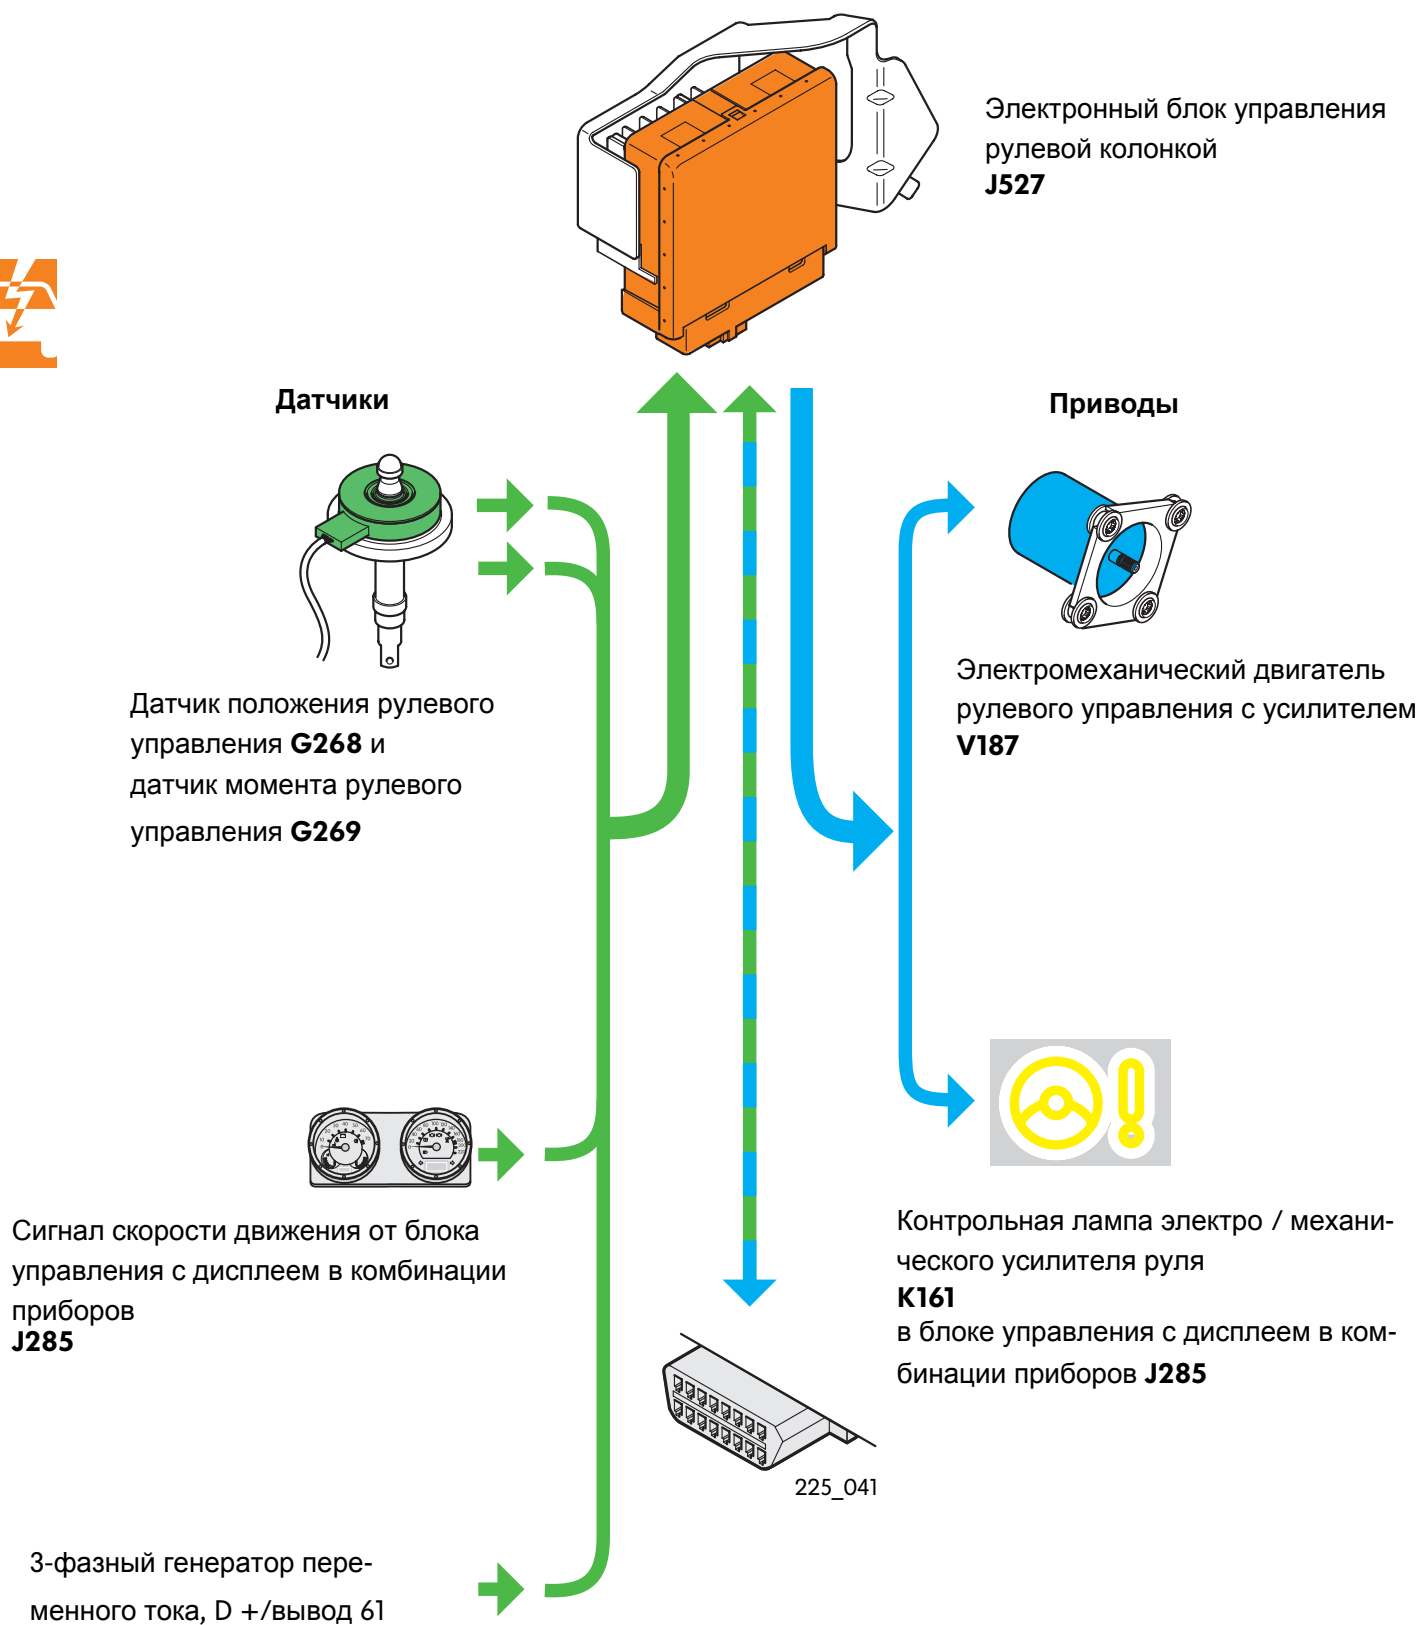 Электронный блок управления
рулевой колонкой
J527
Датчики
Приводы
Датчик положения рулевого
управления G268 и
датчик момента рулевого
управления G269
Электромеханический двигатель
рулевого управления с усилителем
V187
Сигнал скорости движения от блока
управления с дисплеем в комбинации
приборов
J285
Контрольная лампа электро / механи-
ческого усилителя руля
K161
в блоке управления с дисплеем в ком-
бинации приборов J285
225_041
3-фазный генератор пере-
менного тока, D +/вывод 61